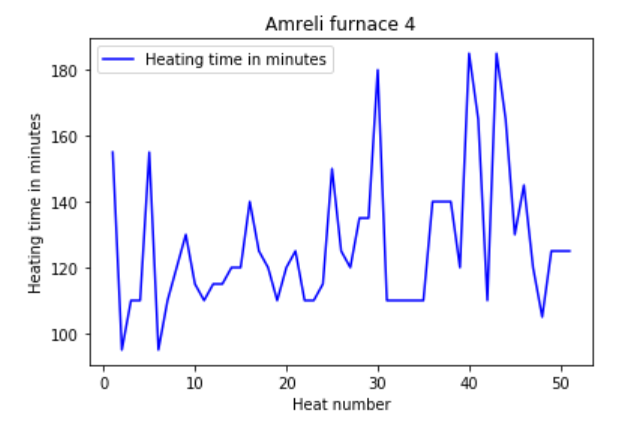 Amreli furnace 4
Heating time in minutes
Heating time in minutes
180
160
140
120
100
0 10 20 30 40 50
Heat number